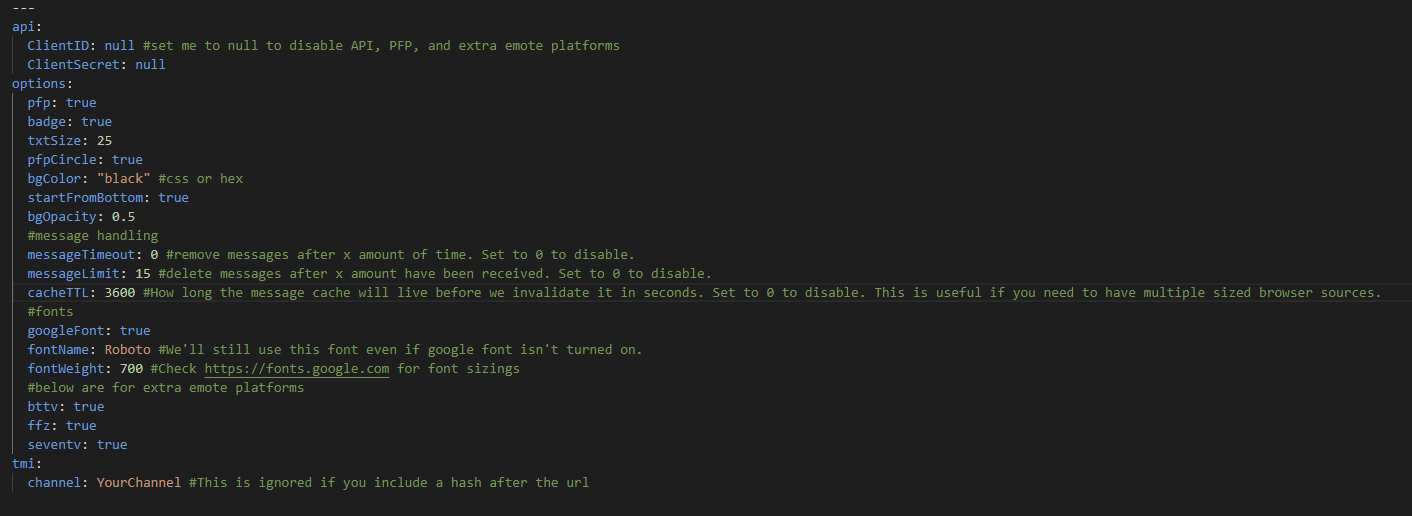 ---
api:
  ClientID: null #set me to null to disable API, PFP, and extra emote platforms
  ClientSecret: null
options:
  pfp: true
  badge: true
  txtSize: 25
  pfpCircle: true
  bgColor: "black" #css or hex
  startFromBottom: true
  bgOpacity: 0.5
  #message handling
  messageTimeout: 0 #remove messages after x amount of time. Set to 0 to disable.
  messageLimit: 15 #delete messages after x amount have been received. Set to 0 to disable.
  cacheTTL: 3600 #How long the message cache will live before we invalidate it in seconds. Set to 0 to disable. This is useful if you need to have multiple sized browser sources.
  #fonts
  googleFont: true
  fontName: Roboto #We'll still use this font even if google font isn't turned on.
  fontWeight: 700 #Check https://fonts.google.com for font sizings
  #below are for extra emote platforms
  bttv: true
  ffz: true
  seventv: true
tmi:
  channel: YourChannel #This is ignored if you include a hash after the url